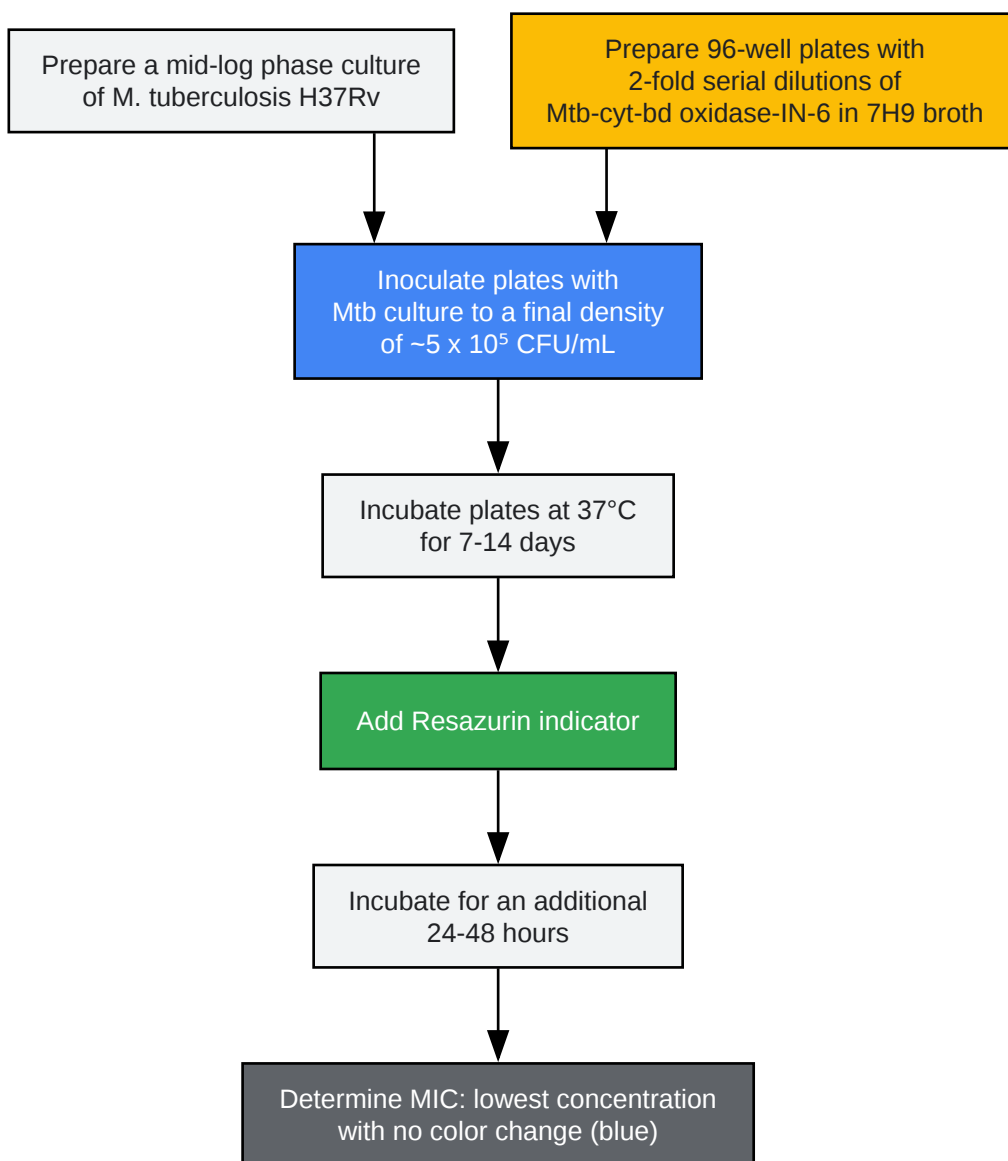 Prepare a mid-log phase culture
of M. tuberculosis H37Rv
Prepare 96-well plates with
2-fold serial dilutions of
Mtb-cyt-bd oxidase-IN-6 in 7H9 broth
Inoculate plates with
Mtb culture to a final density
of ~5 x 10⁵ CFU/mL
Incubate plates at 37°C
for 7-14 days
Add Resazurin indicator
Incubate for an additional
24-48 hours
Determine MIC: lowest concentration
with no color change (blue)